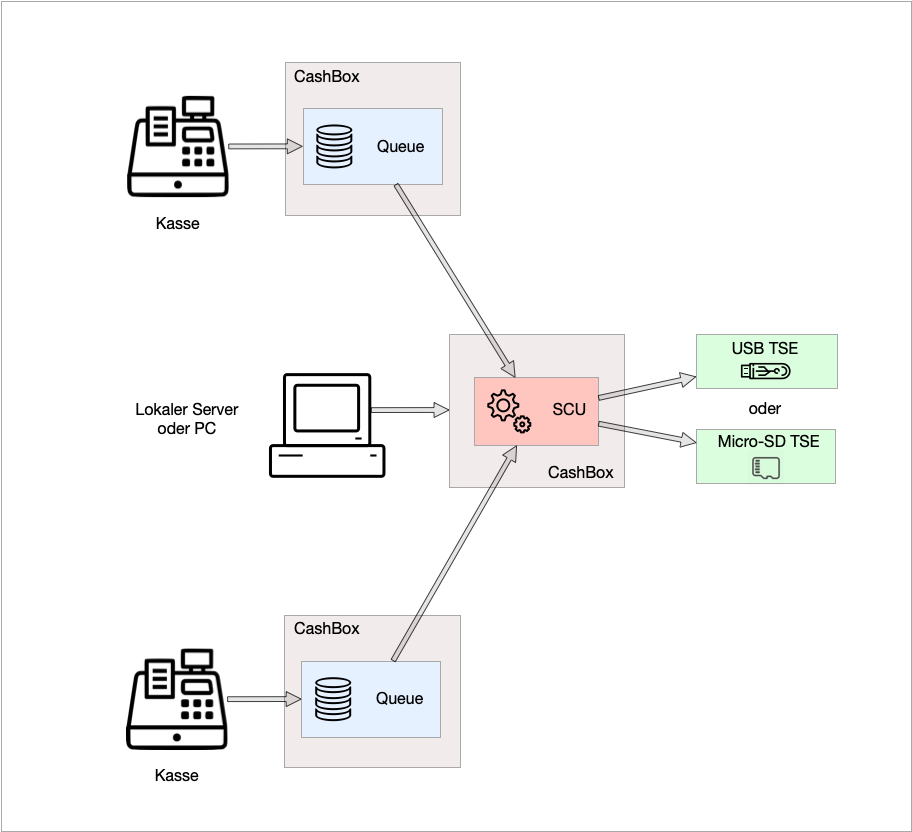 CashBox
Queue
Kasse
Lokaler Server
oder PC
SCU
CashBox
USB TSE
oder
Micro-SD TSE
CashBox
Queue
Kasse